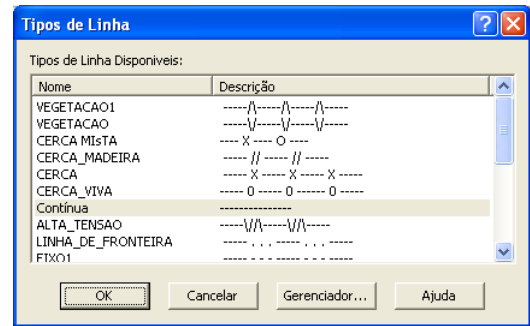 Tipos de Linha
Tipos de Linha Disponiveis:
Nome Descrição
VEGETACAO1 -----/\-----/\-----/\-----
VEGETACAO -----\/-----\/-----\/-----
CERCA MIsTA ---- X ---- O ----
CERCA_MADEIRA ----- // ----- // -----
CERCA ----- X ----- X ----- X -----
CERCA_VIVA ----- 0 ----- 0 ------ 0 -----
Contínua ---------------
ALTA_TENSAO -----\//\-----\//\-----
LINHA_DE_FRONTEIRA ----- . . . ----- . . . -----
EIXO1 ----- - - - ----- - - - -----
OK Cancelar Gerenciador... Ajuda